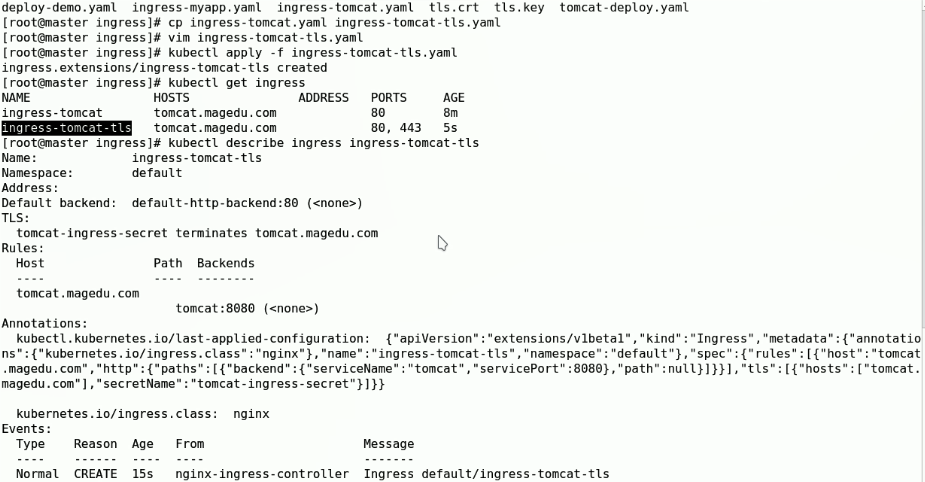 deploy-demo.yaml  ingress-myapp.yaml  ingress-tomcat.yaml  tls.crt  tls.key  tomcat-deploy.yaml
[root@master ingress]# cp ingress-tomcat.yaml ingress-tomcat-tls.yaml
[root@master ingress]# vim ingress-tomcat-tls.yaml
[root@master ingress]# kubectl apply -f ingress-tomcat-tls.yaml
ingress.extensions/ingress-tomcat-tls created
[root@master ingress]# kubectl get ingress
NAME                 HOSTS               ADDRESS   PORTS     AGE
ingress-tomcat       tomcat.magedu.com             80        8m
ingress-tomcat-tls   tomcat.magedu.com             80, 443   5s
[root@master ingress]# kubectl describe ingress ingress-tomcat-tls
Name:             ingress-tomcat-tls
Namespace:        default
Address:
Default backend:  default-http-backend:80 (<none>)
TLS:
  tomcat-ingress-secret terminates tomcat.magedu.com
Rules:
  Host               Path  Backends
  ----               ----  --------
  tomcat.magedu.com
                        tomcat:8080 (<none>)
Annotations:
  kubectl.kubernetes.io/last-applied-configuration:  {"apiVersion":"extensions/v1beta1","kind":"Ingress","metadata":{"annotatio
ns":{"kubernetes.io/ingress.class":"nginx"},"name":"ingress-tomcat-tls","namespace":"default"},"spec":{"rules":[{"host":"tomcat
.magedu.com","http":{"paths":[{"backend":{"serviceName":"tomcat","servicePort":8080},"path":null}]}}],"tls":[{"hosts":["tomcat.
magedu.com"],"secretName":"tomcat-ingress-secret"}]}}
  kubernetes.io/ingress.class:  nginx
Events:
  Type    Reason  Age   From                      Message
  ----    ------  ----  ----                      -------
  Normal  CREATE  15s   nginx-ingress-controller  Ingress default/ingress-tomcat-tls